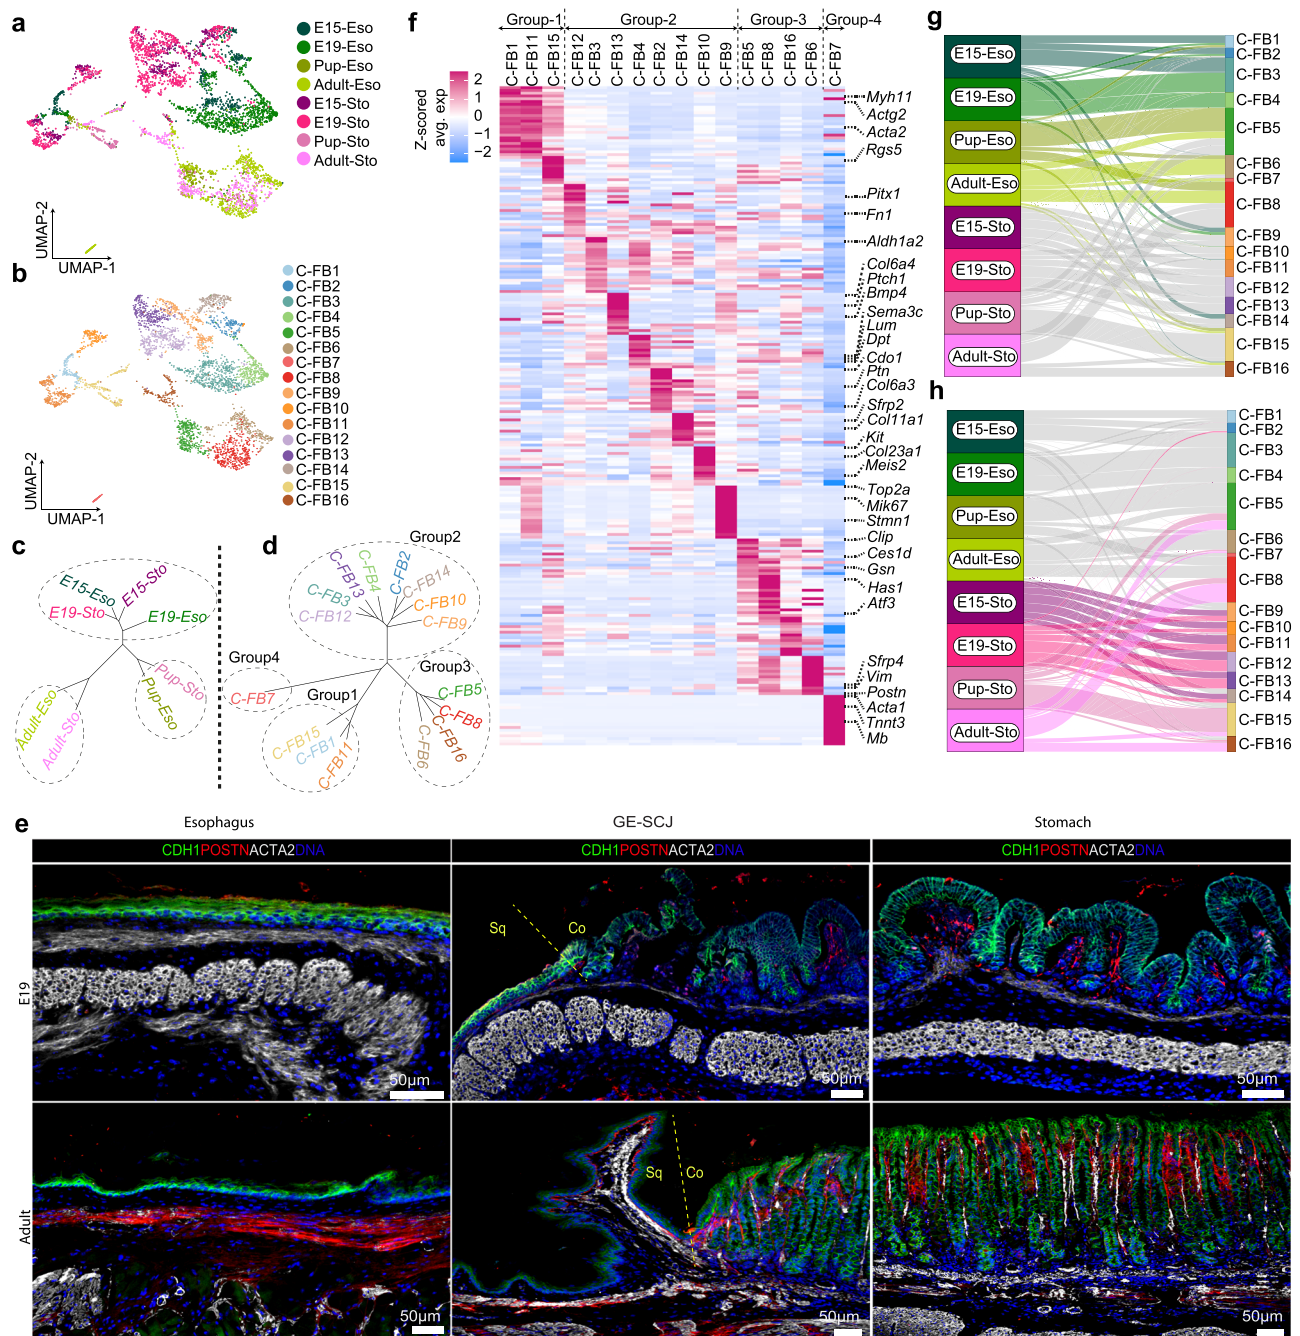 a
E15-Eso
E19-Eso
Pup-Eso
Adult-Eso
E15-Sto
E19-Sto
Pup-Sto
Adult-Sto
UMAP-2
UMAP-1
b
C-FB1
C-FB2
C-FB3
C-FB4
C-FB5
C-FB6
C-FB7
C-FB8
C-FB9
C-FB10
C-FB11
C-FB12
C-FB13
C-FB14
C-FB15
C-FB16
UMAP-2
UMAP-1
c
E15-Eso
E15-Sto
E19-Sto
E19-Eso
Pup-Sto
Pup-Eso
Adult-Eso
Adult-Sto
d
Group2
C-FB13
C-FB4
C-FB2
C-FB14
C-FB3
C-FB12
C-FB10
C-FB9
Group4
C-FB7
Group3
C-FB5
C-FB8
C-FB16
C-FB6
Group1
C-FB15
C-FB1
C-FB11
f
Group-1
Group-2
Group-3
Group-4
C-FB1
C-FB11
C-FB15
C-FB12
C-FB3
C-FB13
C-FB4
C-FB2
C-FB14
C-FB10
C-FB9
C-FB5
C-FB8
C-FB16
C-FB6
C-FB7
Z-scored
avg. exp
2
1
0
−1
−2
Myh11
Actg2
Acta2
Rgs5
Pitx1
Fn1
Aldh1a2
Col6a4
Ptch1
Bmp4
Sema3c
Lum
Dpt
Cdo1
Ptn
Col6a3
Sfrp2
Col11a1
Kit
Col23a1
Meis2
Top2a
Mik67
Stmn1
Clip
Ces1d
Gsn
Has1
Atf3
Sfrp4
Vim
Postn
Acta1
Tnnt3
Mb
g
E15-Eso
E19-Eso
Pup-Eso
Adult-Eso
E15-Sto
E19-Sto
Pup-Sto
Adult-Sto
C-FB1
C-FB2
C-FB3
C-FB4
C-FB5
C-FB6
C-FB7
C-FB8
C-FB9
C-FB10
C-FB11
C-FB12
C-FB13
C-FB14
C-FB15
C-FB16
h
E15-Eso
E19-Eso
Pup-Eso
Adult-Eso
E15-Sto
E19-Sto
Pup-Sto
Adult-Sto
C-FB1
C-FB2
C-FB3
C-FB4
C-FB5
C-FB6
C-FB7
C-FB8
C-FB9
C-FB10
C-FB11
C-FB12
C-FB13
C-FB14
C-FB15
C-FB16
e
Esophagus
GE-SCJ
Stomach
CDH1POSTNACTA2DNA
CDH1POSTNACTA2DNA
CDH1POSTNACTA2DNA
E19
50µm
Sq
Co
50µm
50µm
Adult
50µm
Sq
Co
50µm
50µm